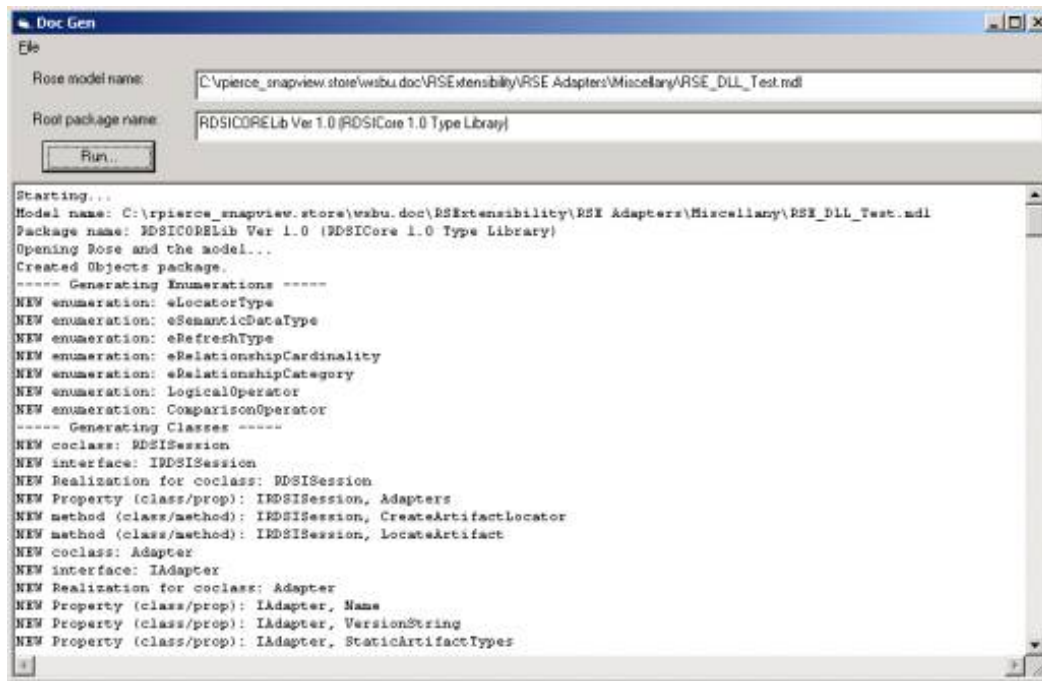 Doc Gen
File
Rose model name:
C:\rpierce_snapview.store\wsbu.doc\RSExtensibility\RSE Adapters\Miscellany\RSE_DLL_Test.mdl
Root package name:
RDSICORELib Ver 1.0 (RDSICore 1.0 Type Library)
Run...
Starting...
Model name: C:\rpierce_snapview.store\wsbu.doc\RSExtensibility\RSE Adapters\Miscellany\RSE_DLL_Test.mdl
Package name: RDSICORELib Ver 1.0 (RDSICore 1.0 Type Library)
Opening Rose and the model...
Created Objects package.
----- Generating Enumerations -----
NEW enumeration: eLocatorType
NEW enumeration: eSemanticDataType
NEW enumeration: eRefreshType
NEW enumeration: eRelationshipCardinality
NEW enumeration: eRelationshipCategory
NEW enumeration: LogicalOperator
NEW enumeration: ComparisonOperator
----- Generating Classes -----
NEW coclass: RDSISession
NEW interface: IRDSISession
NEW Realization for coclass: RDSISession
NEW Property (class/prop): IRDSISession, Adapters
NEW method (class/method): IRDSISession, CreateArtifactLocator
NEW method (class/method): IRDSISession, LocateArtifact
NEW coclass: Adapter
NEW interface: IAdapter
NEW Realization for coclass: Adapter
NEW Property (class/prop): IAdapter, Name
NEW Property (class/prop): IAdapter, VersionString
NEW Property (class/prop): IAdapter, StaticArtifactTypes